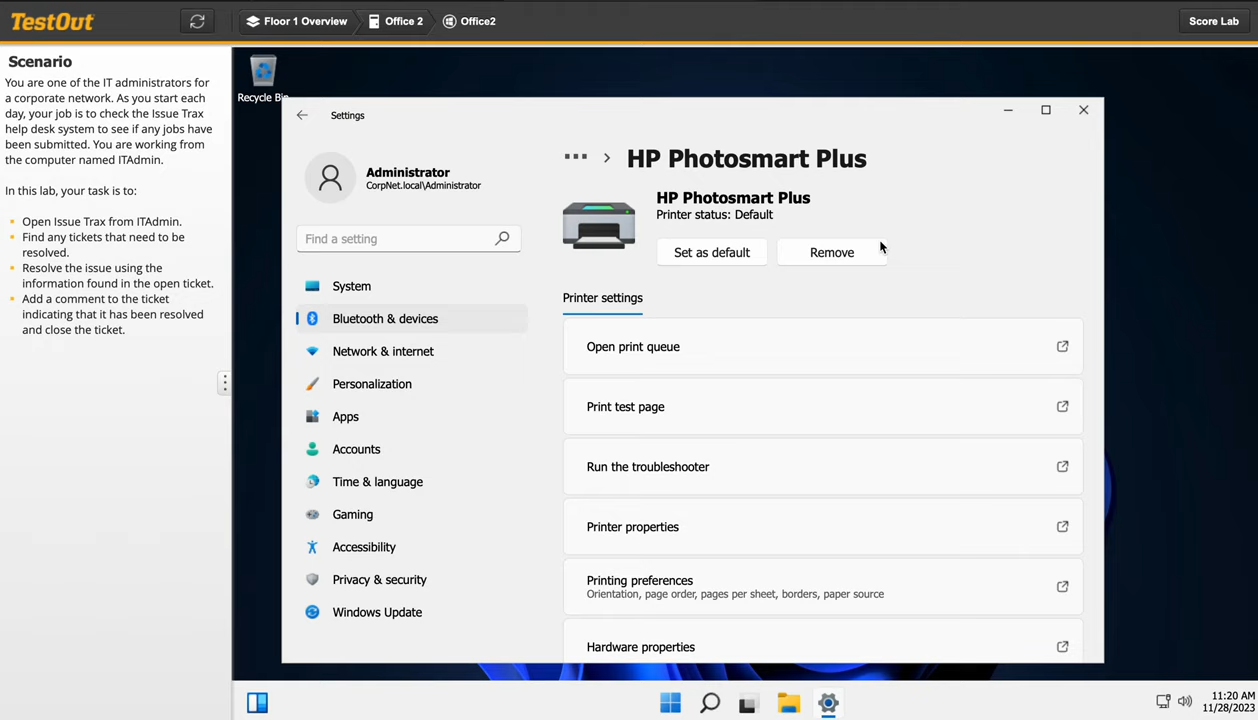 TestOut
Floor 1 Overview
Office 2
Office2
Score Lab
Scenario
You are one of the IT administrators for
a corporate network. As you start each
day, your job is to check the Issue Trax
help desk system to see if any jobs have
been submitted. You are working from
the computer named ITAdmin.
In this lab, your task is to:
Open Issue Trax from ITAdmin.
Find any tickets that need to be
resolved.
Resolve the issue using the
information found in the open ticket.
Add a comment to the ticket
indicating that it has been resolved
and close the ticket.
Recycle Bin
Settings
Administrator
CorpNet.local\Administrator
Find a setting
System
Bluetooth & devices
Network & internet
Personalization
Apps
Accounts
Time & language
Gaming
Accessibility
Privacy & security
Windows Update
... > HP Photosmart Plus
HP Photosmart Plus
Printer status: Default
Set as default
Remove
Printer settings
Open print queue
Print test page
Run the troubleshooter
Printer properties
Printing preferences
Orientation, page order, pages per sheet, borders, paper source
Hardware properties
11:20 AM
11/28/2023